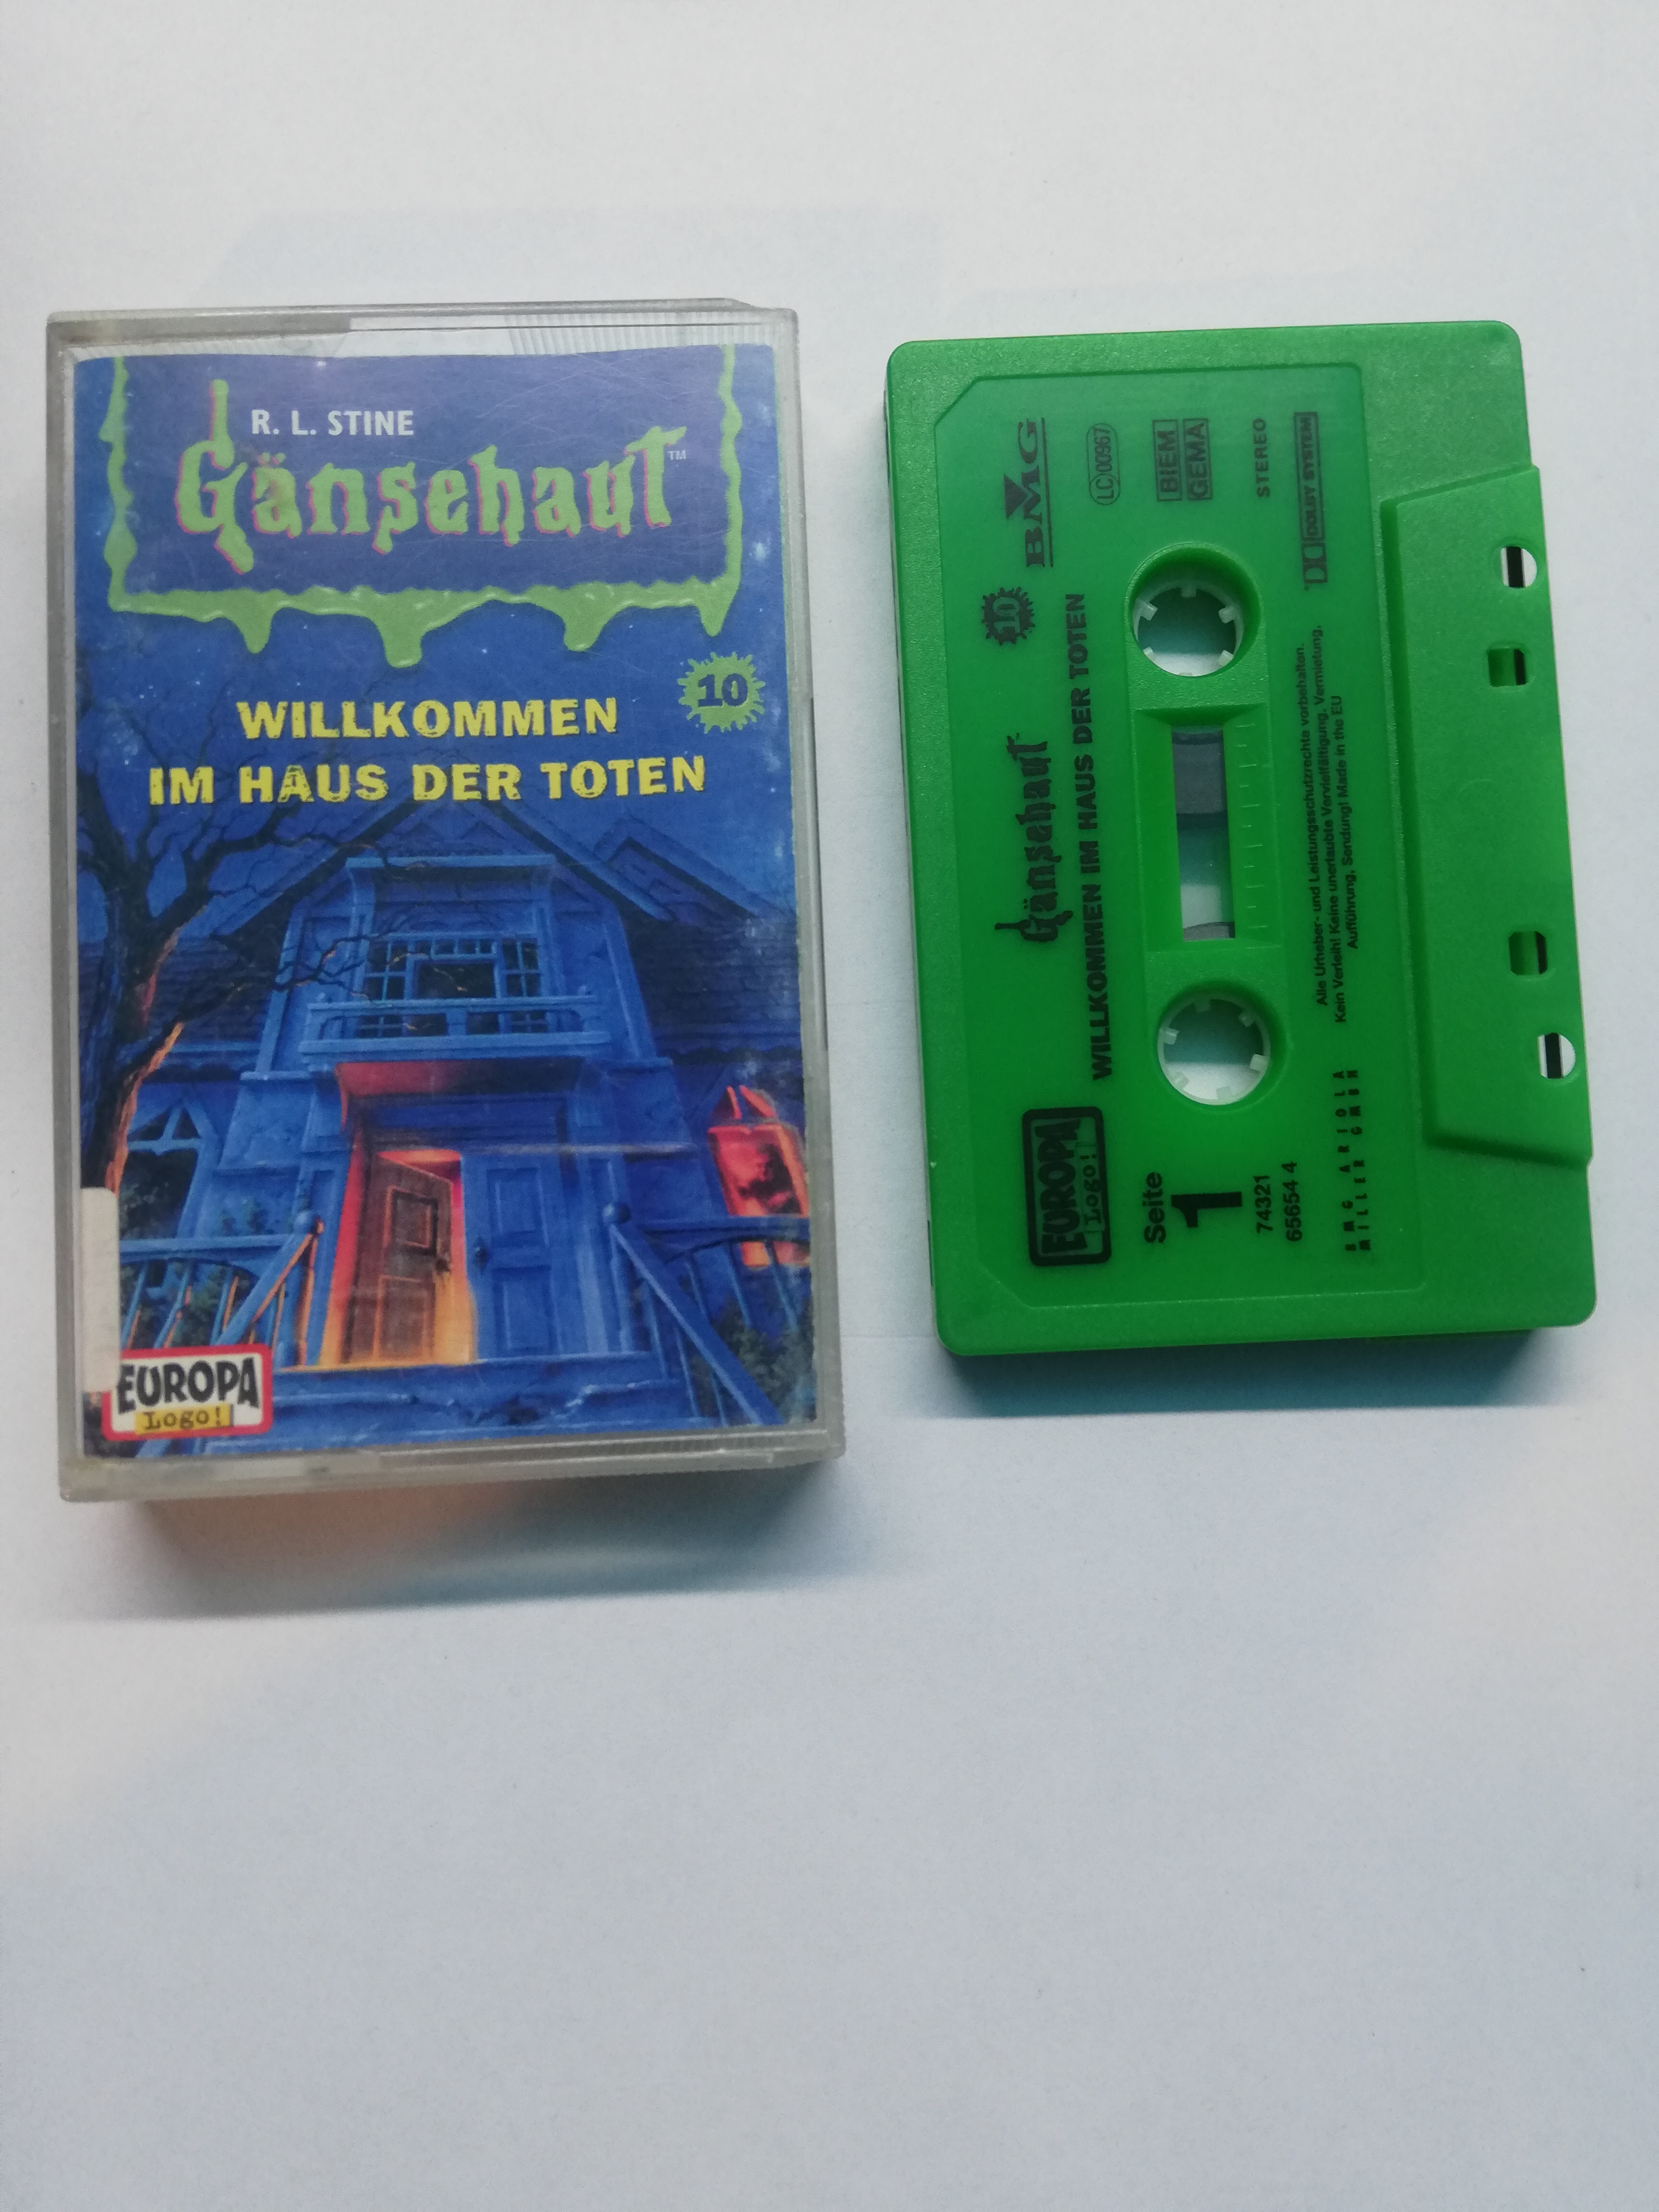 R. L. STINE
Gänsehaut™
10
WILLKOMMEN
IM HAUS DER TOTEN
EUROPA
Logo!
Gänsehaut
10
BMG
WILLKOMMEN IM HAUS DER TOTEN
EUROPA
Logo!
LC 00967
Seite
1
BIEM
GEMA
74321
65654 4
STEREO
DOLBY SYSTEM
Alle Urheber- und Leistungsschutzrechte vorbehalten.
Kein Verleih! Keine unerlaubte Vervielfältigung, Vermietung,
Aufführung, Sendung! Made in the EU
BMG ARIOLA
MILLER GMBH